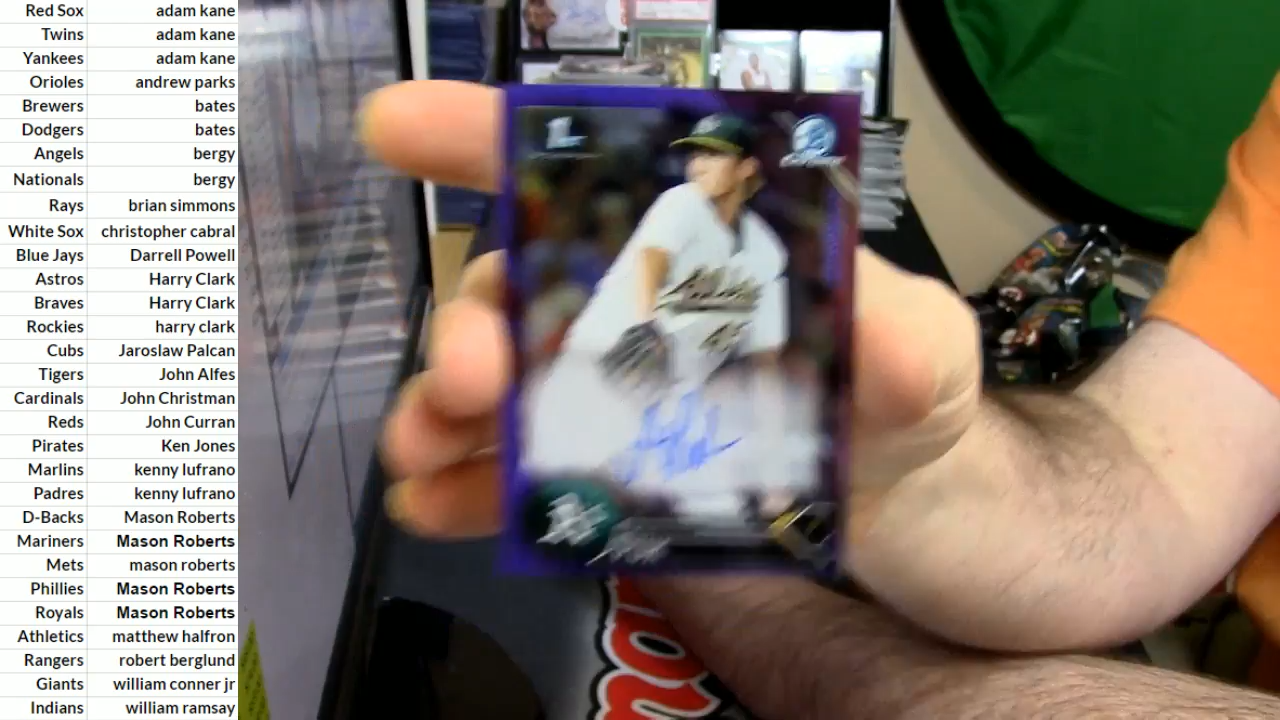 Red Sox adam kane
Twins adam kane
Yankees adam kane
Orioles andrew parks
Brewers bates
Dodgers bates
Angels bergy
Nationals bergy
Rays brian simmons
White Sox christopher cabral
Blue Jays Darrell Powell
Astros Harry Clark
Braves Harry Clark
Rockies harry clark
Cubs Jaroslaw Palcan
Tigers John Alfes
Cardinals John Christman
Reds John Curran
Pirates Ken Jones
Marlins kenny lufrano
Padres kenny lufrano
D-Backs Mason Roberts
Mariners Mason Roberts
Mets mason roberts
Phillies Mason Roberts
Royals Mason Roberts
Athletics matthew halfron
Rangers robert berglund
Giants william conner jr
Indians william ramsay